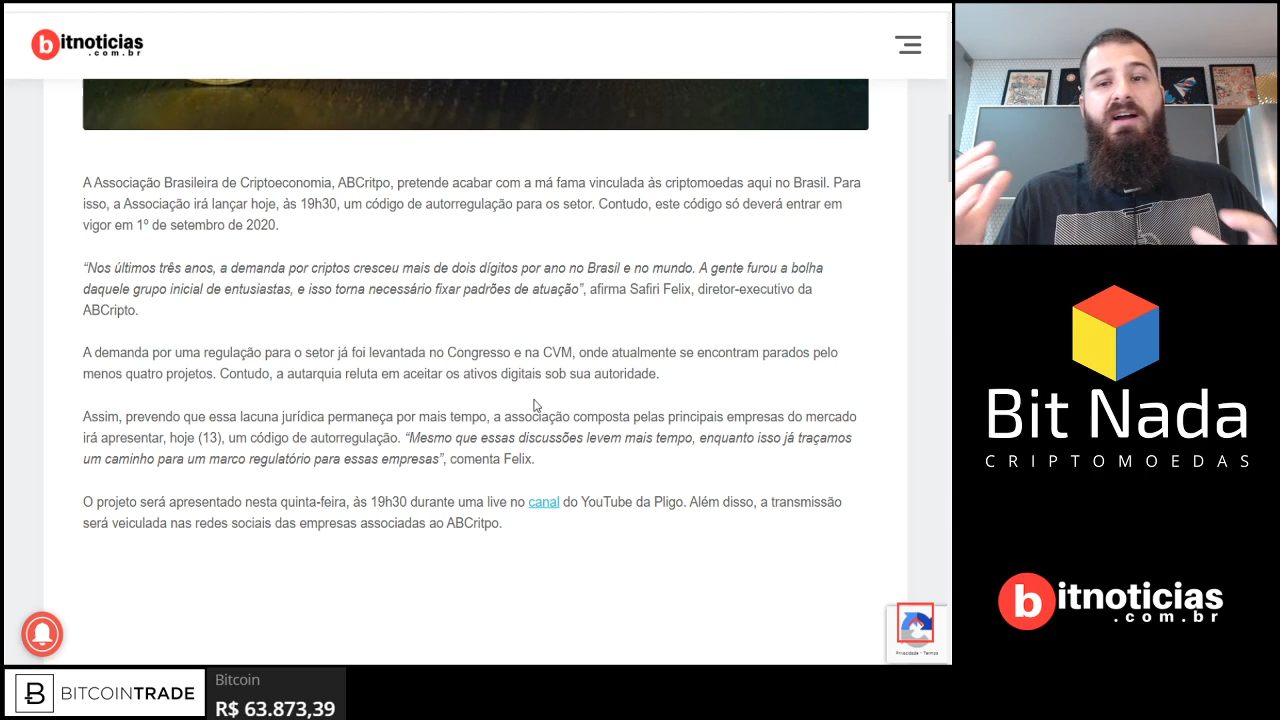 bitnoticias
.com.br
A Associação Brasileira de Criptoeconomia, ABCritpo, pretende acabar com a má fama vinculada às criptomoedas aqui no Brasil. Para
isso, a Associação irá lançar hoje, às 19h30, um código de autorregulação para os setor. Contudo, este código só deverá entrar em
vigor em 1º de setembro de 2020.
“Nos últimos três anos, a demanda por criptos cresceu mais de dois dígitos por ano no Brasil e no mundo. A gente furou a bolha
daquele grupo inicial de entusiastas, e isso torna necessário fixar padrões de atuação”, afirma Safiri Felix, diretor-executivo da
ABCripto.
A demanda por uma regulação para o setor já foi levantada no Congresso e na CVM, onde atualmente se encontram parados pelo
menos quatro projetos. Contudo, a autarquia reluta em aceitar os ativos digitais sob sua autoridade.
Assim, prevendo que essa lacuna jurídica permaneça por mais tempo, a associação composta pelas principais empresas do mercado
irá apresentar, hoje (13), um código de autorregulação. “Mesmo que essas discussões levem mais tempo, enquanto isso já traçamos
um caminho para um marco regulatório para essas empresas”, comenta Felix.
O projeto será apresentado nesta quinta-feira, às 19h30 durante uma live no canal do YouTube da Pligo. Além disso, a transmissão
será veiculada nas redes sociais das empresas associadas ao ABCritpo.
Privacidade - Termos
BITCOINTRADE
Bitcoin
R$ 63.873,39
Bit Nada
CRIPTOMOEDAS
bitnoticias
.com.br